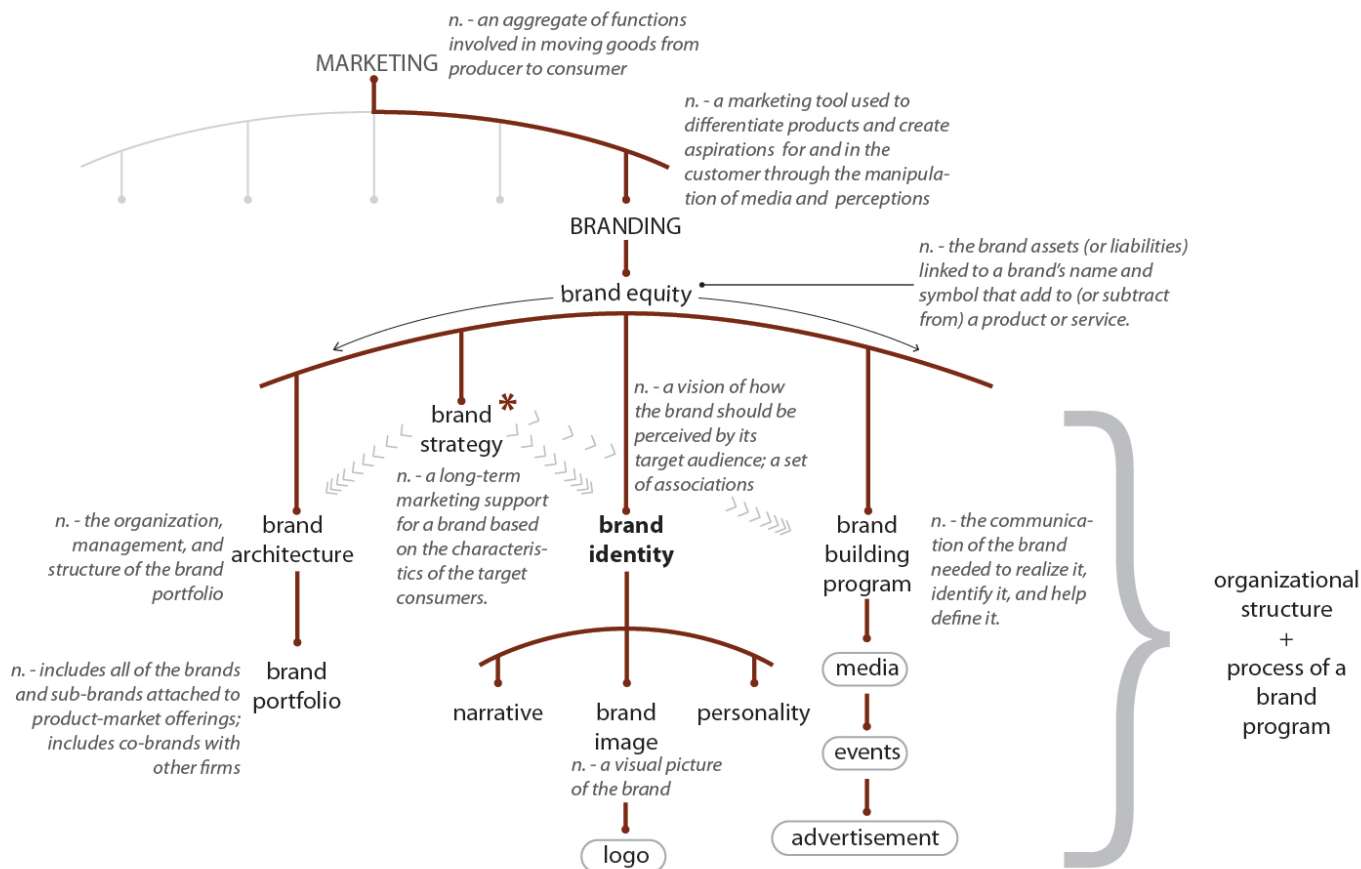 n. - an aggregate of functions
involved in moving goods from
producer to consumer
MARKETING
n. - a marketing tool used to
differentiate products and create
aspirations for and in the
customer through the manipula-
tion of media and perceptions
BRANDING
n. - the brand assets (or liabilities)
linked to a brand's name and
symbol that add to (or subtract
from) a product or service.
brand equity
brand *
strategy
n. - a long-term
marketing support
for a brand based
on the characteris-
tics of the target
consumers.
n. - a vision of how
the brand should be
perceived by its
target audience; a set
of associations
n. - the organization,
management, and
structure of the brand
portfolio
brand
architecture
brand
identity
brand
building
program
n. - the communica-
tion of the brand
needed to realize it,
identify it, and help
define it.
organizational
structure
+
process of a
brand
program
n. - includes all of the brands
and sub-brands attached to
product-market offerings;
includes co-brands with
other firms
brand
portfolio
narrative
brand
image
n. - a visual picture
of the brand
personality
logo
media
events
advertisement